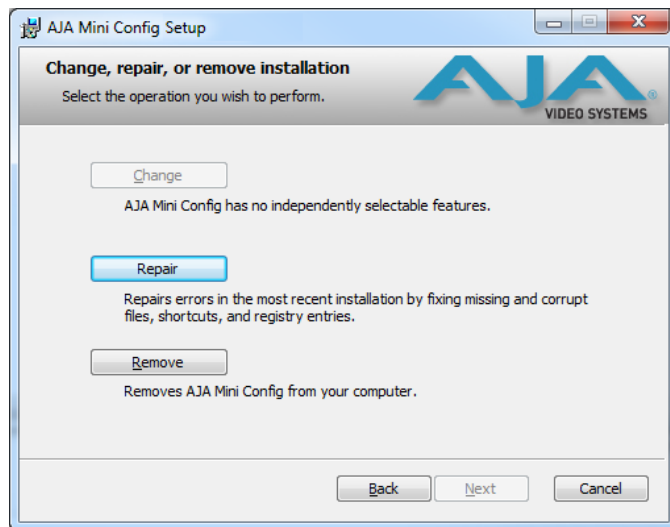 AJA Mini Config Setup
Change, repair, or remove installation
Select the operation you wish to perform.
AJA®
VIDEO SYSTEMS
Change
AJA Mini Config has no independently selectable features.
Repair
Repairs errors in the most recent installation by fixing missing and corrupt
files, shortcuts, and registry entries.
Remove
Removes AJA Mini Config from your computer.
Back Next Cancel